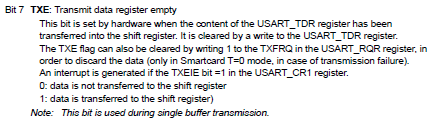 Bit 7 TXE: Transmit data register empty
This bit is set by hardware when the content of the USART_TDR register has been
transferred into the shift register. It is cleared by a write to the USART_TDR register.
The TXE flag can also be cleared by writing 1 to the TXFRQ in the USART_RQR register, in
order to discard the data (only in Smartcard T=0 mode, in case of transmission failure).
An interrupt is generated if the TXEIE bit =1 in the USART_CR1 register.
0: data is not transferred to the shift register
1: data is transferred to the shift register)
Note: This bit is used during single buffer transmission.